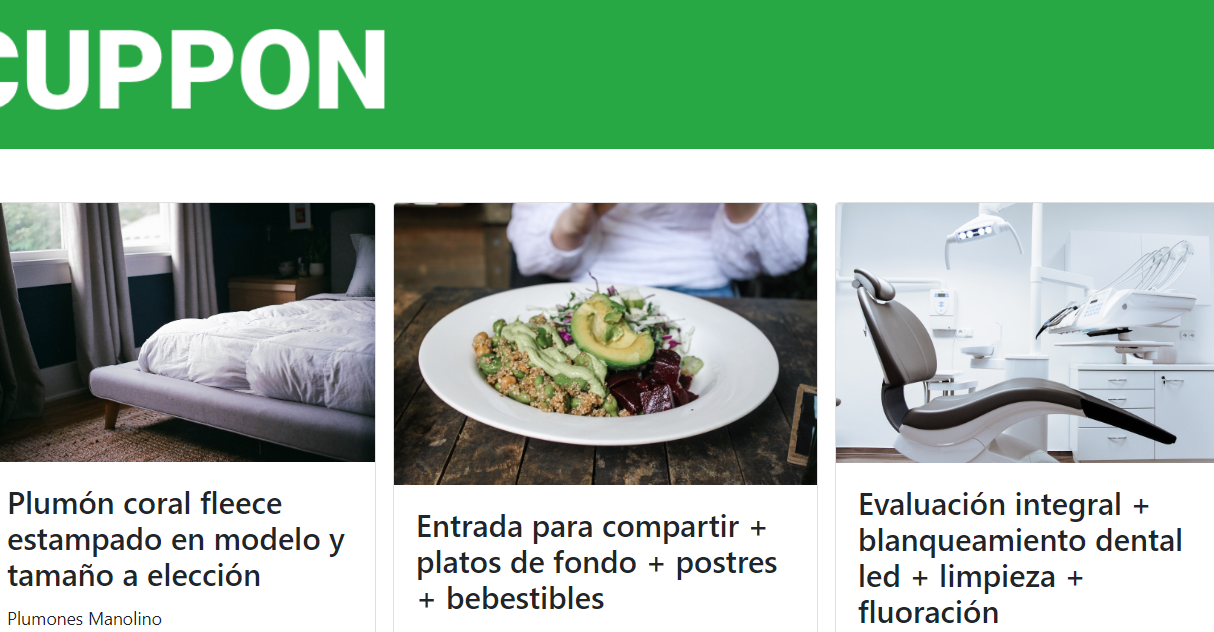 CUPPON
Plumón coral fleece
estampado en modelo y
tamaño a elección
Plumones Manolino
Entrada para compartir +
platos de fondo + postres
+ bebestibles
Evaluación integral +
blanqueamiento dental
led + limpieza +
fluoración